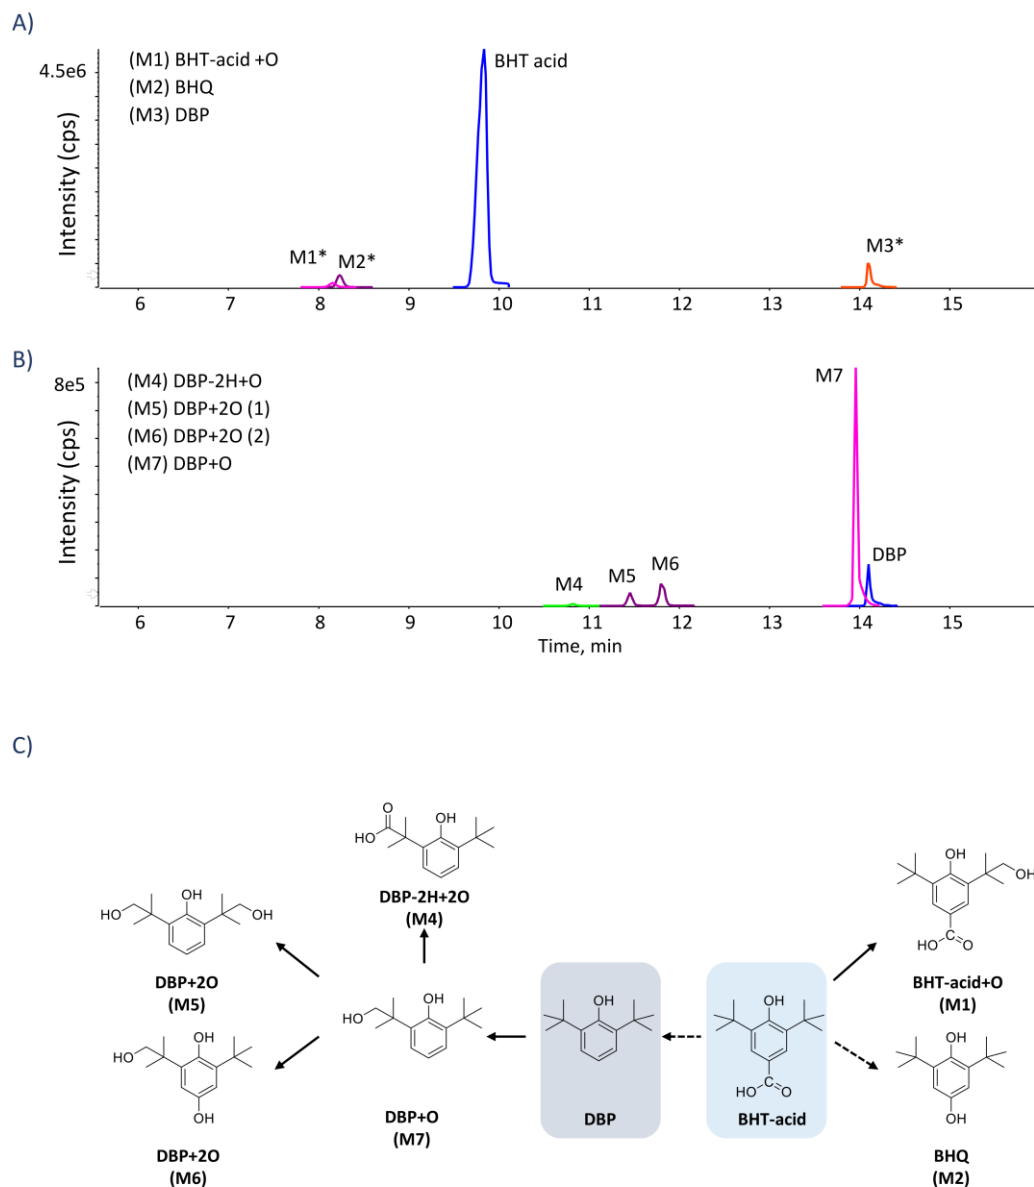 A)
4.5e6
Intensity (cps)
(M1) BHT-acid +O
(M2) BHQ
(M3) DBP
BHT acid
M1*
M2*
M3*
6 7 8 9 10 11 12 13 14 15
B)
8e5
Intensity (cps)
(M4) DBP-2H+O
(M5) DBP+2O (1)
(M6) DBP+2O (2)
(M7) DBP+O
M7
DBP
M4
M5
M6
6 7 8 9 10 11 12 13 14 15
Time, min
C)
O
HO
OH
DBP-2H+2O
(M4)
HO
OH
OH
DBP+2O
(M5)
OH
OH
HO
C
O
BHT-acid+O
(M1)
HO
OH
OH
DBP+2O
(M6)
HO
OH
DBP+O
(M7)
OH
DBP
OH
HO
C
O
BHT-acid
OH
OH
BHQ
(M2)